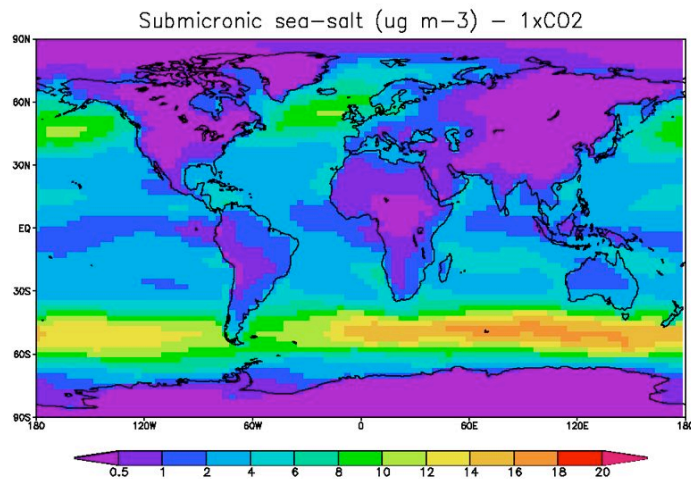 Submicronic sea-salt (ug m-3) - 1xCO2
90N
60N
30N
EQ
30S
60S
90S
180 120W 60W 0 60E 120E 180
0.5 1 2 4 6 8 10 12 14 16 18 20